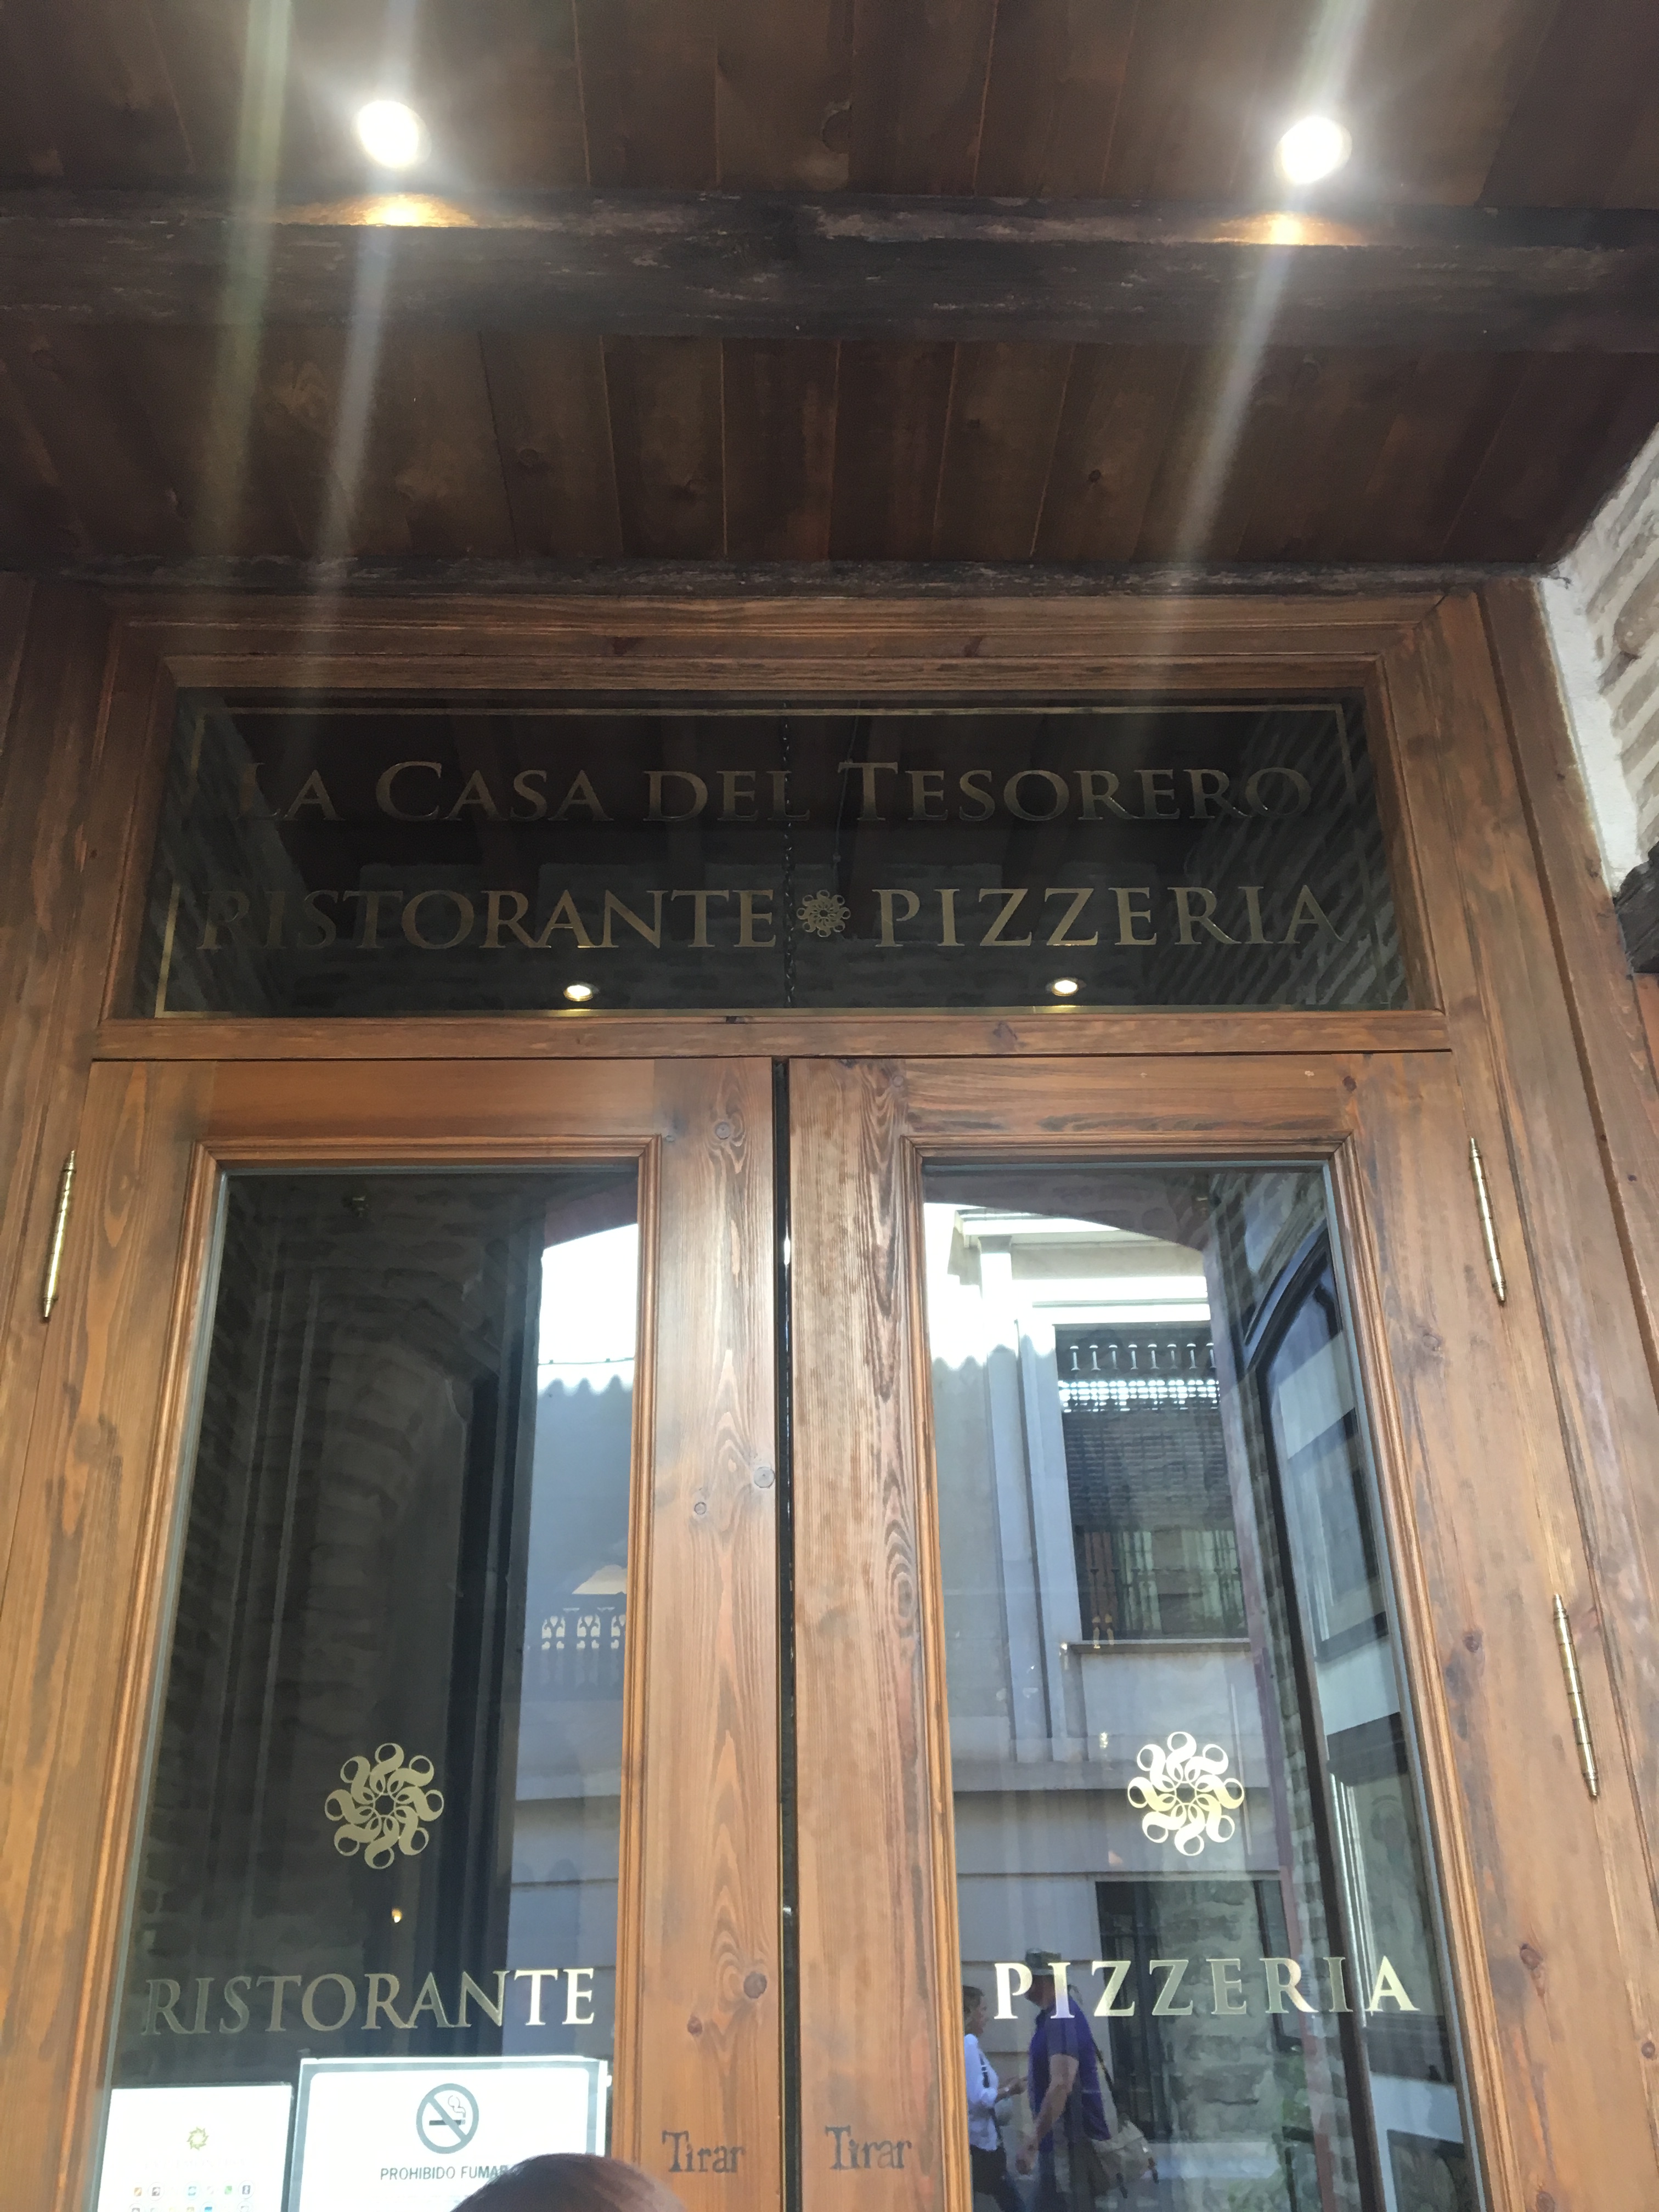 LA CASA DEL TESORERO
RISTORANTE PIZZERIA
RISTORANTE
PIZZERIA
PROHIBIDO FUMAR
Tirar
Tirar